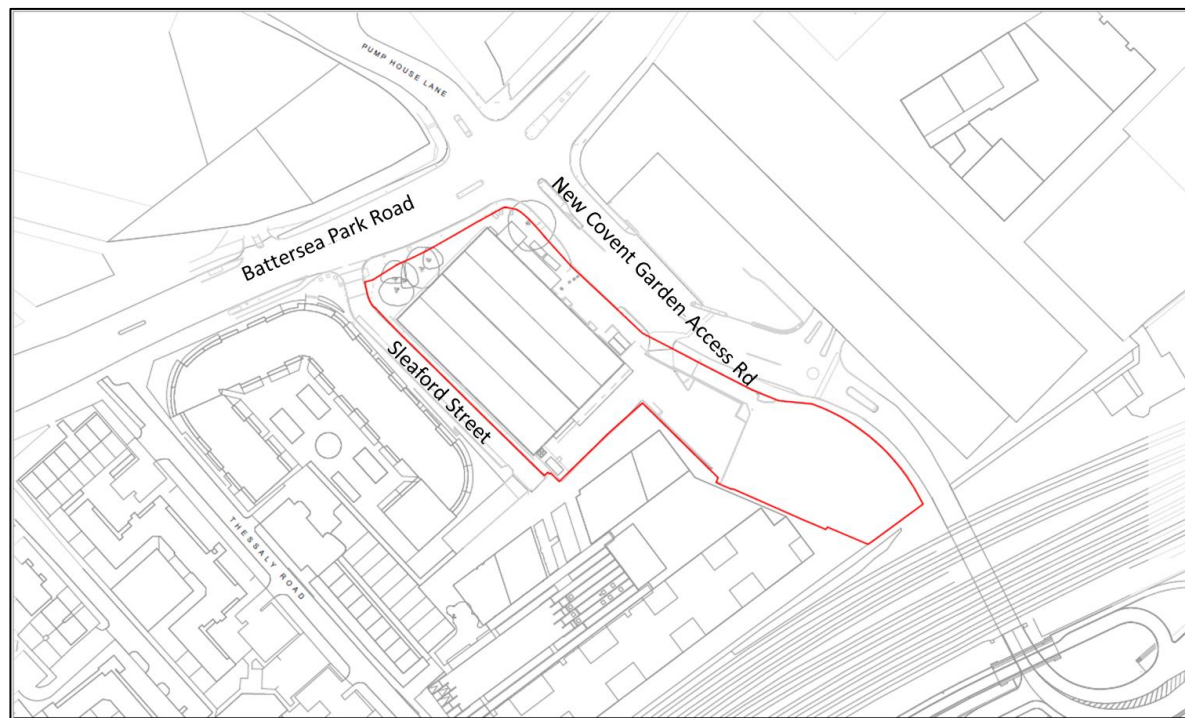 PUMP HOUSE LANE
Battersea Park Road
New Covent Garden Access Rd
Sleaford Street
THESSALY ROAD